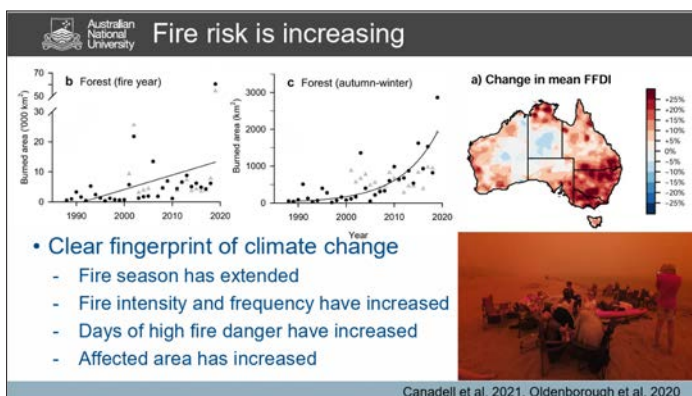 Australian
National
University
Fire risk is increasing
b Forest (fire year)
Burned area ('000 km²)
70
50
20
10
0
1990
2000
2010
2020
c Forest (autumn-winter)
Burned area (km²)
3000
2000
1000
0
1990
2000
2010
2020
Year
a) Change in mean FFDI
+25%
+20%
+15%
+10%
+5%
0%
-5%
-10%
-15%
-20%
-25%
• Clear fingerprint of climate change
- Fire season has extended
- Fire intensity and frequency have increased
- Days of high fire danger have increased
- Affected area has increased
Canadell et al. 2021, Oldenborough et al. 2020